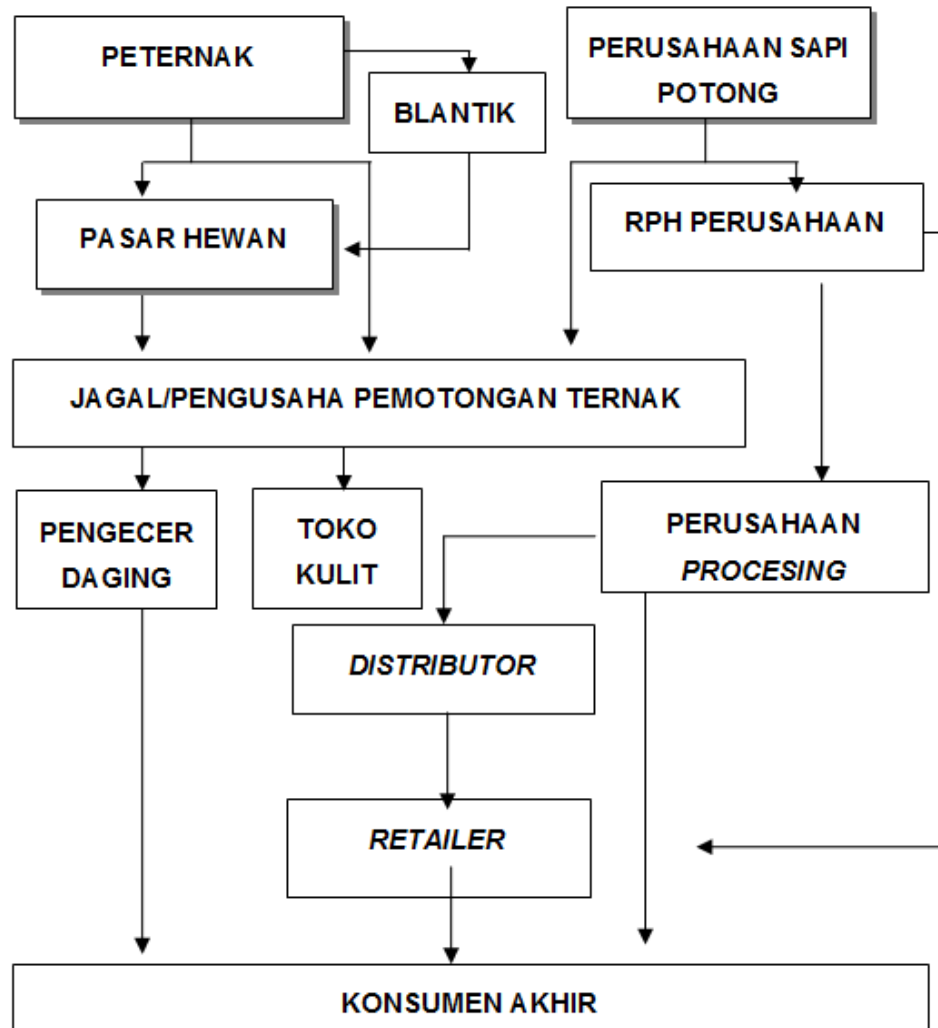 PETERNAK
PERUSAHAAN SAPI
POTONG
BLANTIK
PASAR HEWAN
RPH PERUSAHAAN
JAGAL/PENGUSAHA PEMOTONGAN TERNAK
PENGECER
DAGING
TOKO
KULIT
PERUSAHAAN
PROCESING
DISTRIBUTOR
RETAILER
KONSUMEN AKHIR